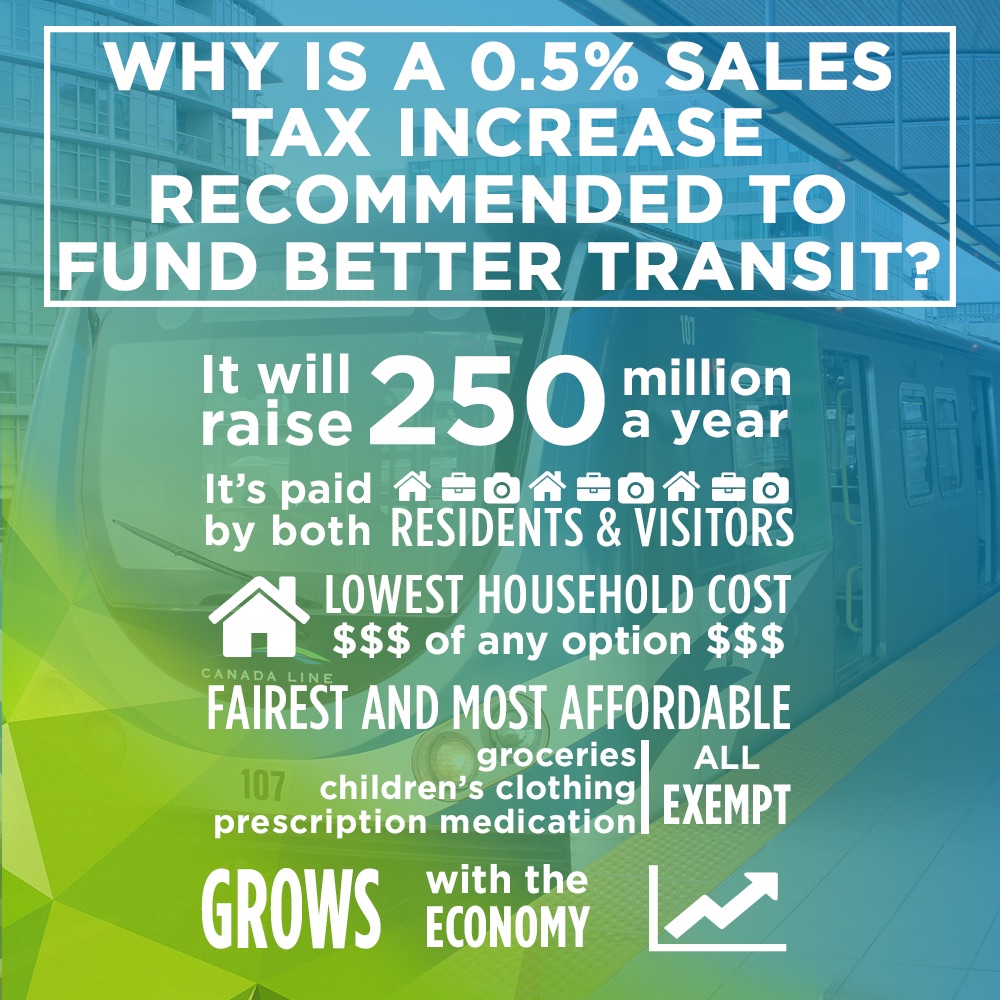 WHY IS A 0.5% SALES
TAX INCREASE
RECOMMENDED TO
FUND BETTER TRANSIT?
107
It will
raise
250
million
a year
It's paid
by both
RESIDENTS & VISITORS
LOWEST HOUSEHOLD COST
$$$ of any option $$$
CANADA LINE
FAIREST AND MOST AFFORDABLE
groceries
children's clothing
prescription medication
ALL
EXEMPT
107
GROWS
with the
ECONOMY